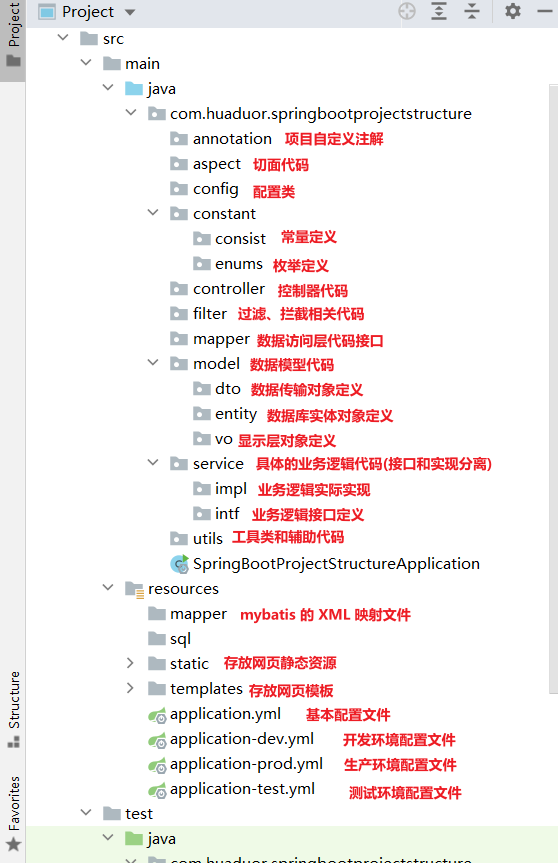 Project
Project
src
main
java
com.huaduor.springbootprojectstructure
annotation 项目自定义注解
aspect 切面代码
config 配置类
constant
consist 常量定义
enums 枚举定义
controller 控制器代码
filter 过滤、拦截相关代码
mapper 数据访问层代码接口
model 数据模型代码
dto 数据传输对象定义
entity 数据库实体对象定义
vo 显示层对象定义
service 具体的业务逻辑代码(接口和实现分离)
impl 业务逻辑实际实现
intf 业务逻辑接口定义
utils 工具类和辅助代码
SpringBootProjectStructureApplication
resources
mapper mybatis 的 XML 映射文件
sql
static 存放网页静态资源
templates 存放网页模板
application.yml 基本配置文件
application-dev.yml 开发环境配置文件
application-prod.yml 生产环境配置文件
application-test.yml 测试环境配置文件
test
java
com.huaduor.springbootprojectstructure
Structure
Favorites